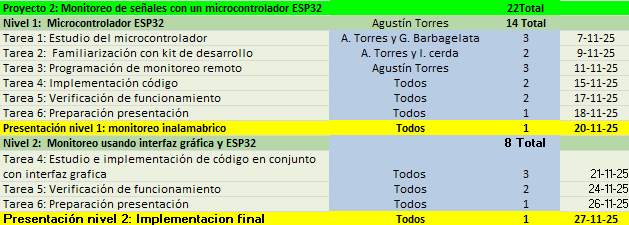 Proyecto 2: Monitoreo de señales con un microcontrolador ESP32 22Total
Nivel 1: Microcontrolador ESP32 Agustín Torres 14 Total
Tarea 1: Estudio del microcontrolador A. Torres y G. Barbagelata 3 7-11-25
Tarea 2: Familiarización con kit de desarrollo A. Torres y I. cerda 2 9-11-25
Tarea 3: Programación de monitoreo remoto Agustín Torres 3 11-11-25
Tarea 4: Implementación código Todos 2 15-11-25
Tarea 5: Verificación de funcionamiento Todos 2 17-11-25
Tarea 6: Preparación presentación Todos 1 18-11-25
Presentación nivel 1: monitoreo inalamabrico Todos 1 20-11-25
Nivel 2: Monitoreo usando interfaz gráfica y ESP32 8 Total
Tarea 4: Estudio e implementación de código en conjunto
con interfaz grafica Todos 3 21-11-25
Tarea 5: Verificación de funcionamiento Todos 2 24-11-25
Tarea 6: Preparación presentación Todos 1 26-11-25
Presentación nivel 2: Implementacion final Todos 1 27-11-25